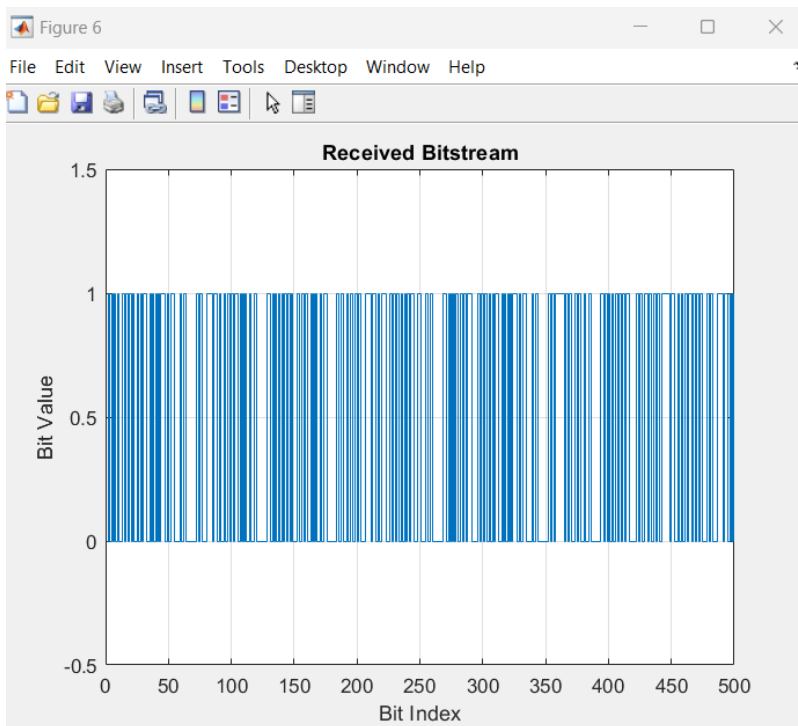 Figure 6
File Edit View Insert Tools Desktop Window Help
Received Bitstream
1.5
1
0.5
0
-0.5
Bit Value
0 50 100 150 200 250 300 350 400 450 500
Bit Index